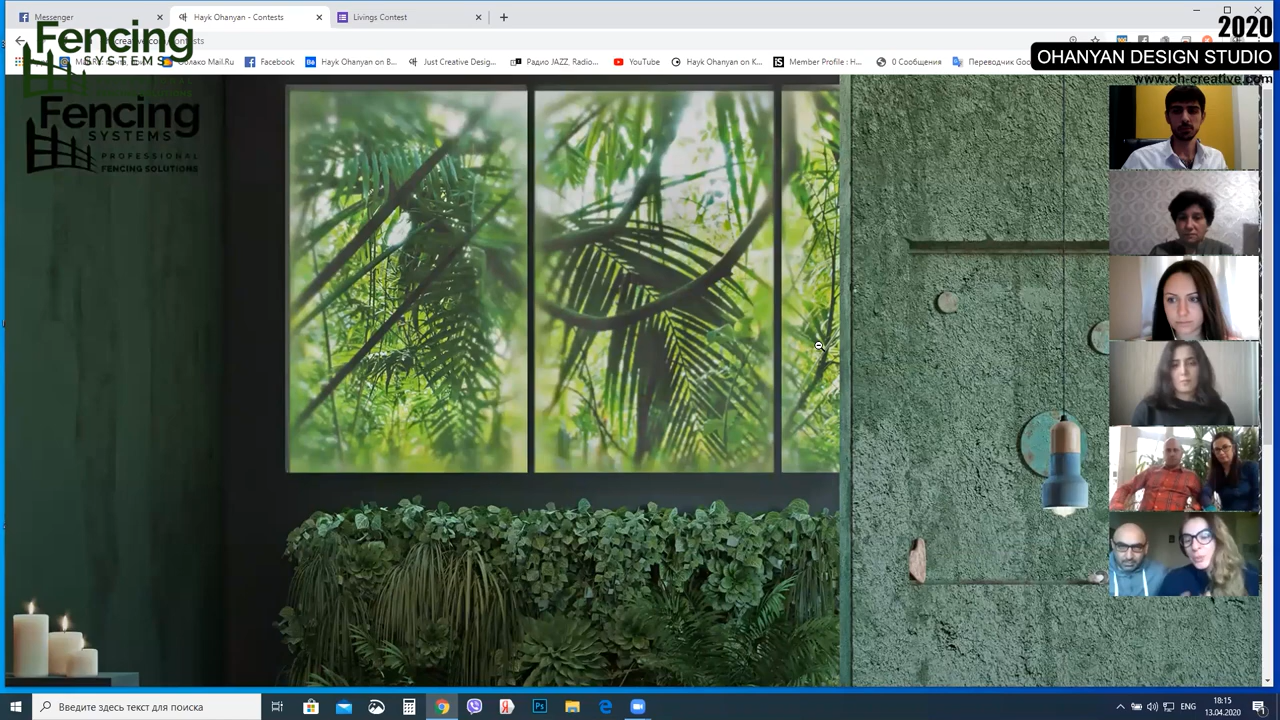 Messenger
Hayk Ohanyan - Contests
Livings Contest
2020
Fencing
SYSTEMS
OHANYAN DESIGN STUDIO
www.oh-creative.com
Облако Mail.Ru
Facebook
Hayk Ohanyan on B...
Just Creative Desig...
Радио JAZZ, Radio...
YouTube
Hayk Ohanyan on K...
Member Profile : H...
0 Сообщения
Переводчик Goo
Fencing
SYSTEMS
PROFESSIONAL
FENCING SOLUTIONS
Введите здесь текст для поиска
ENG
18:15
13.04.2020